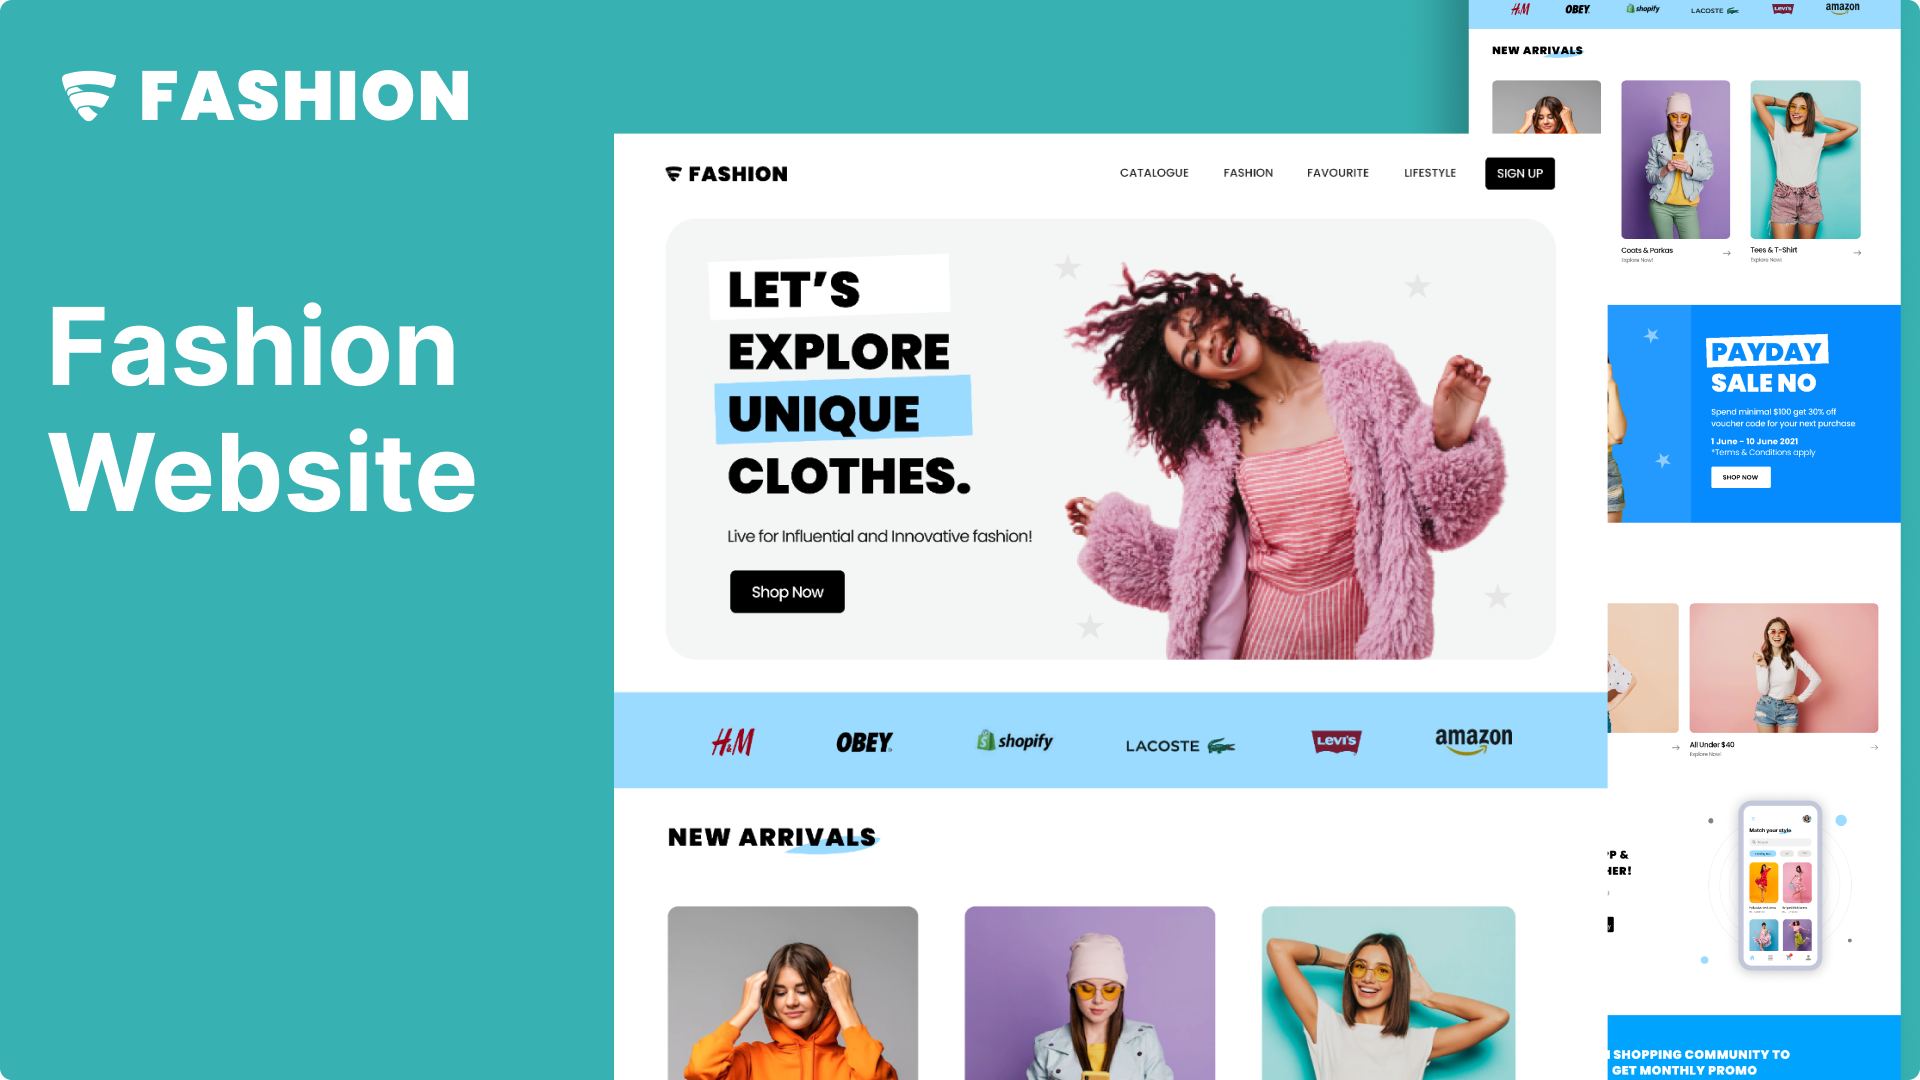 FASHION
Fashion
Website
FASHION
CATALOGUE
FASHION
FAVOURITE
LIFESTYLE
SIGN UP
LET’S
EXPLORE
UNIQUE
CLOTHES.
Live for Influential and Innovative fashion!
Shop Now
H&M
OBEY
shopify
LACOSTE
Levi's
amazon
NEW ARRIVALS
H&M
OBEY
shopify
LACOSTE
Levi's
amazon
NEW ARRIVALS
Coats & Parkas
Explore Now!
Tees & T-Shirt
Explore Now!
PAYDAY
SALE NO
Spend minimal $100 get 30% off
voucher code for your next purchase
1 June - 10 June 2021
*Terms & Conditions apply
SHOP NOW
All Under $40
Explore Now!
PP &
HER!
Match your style
SHOPPING COMMUNITY TO
GET MONTHLY PROMO